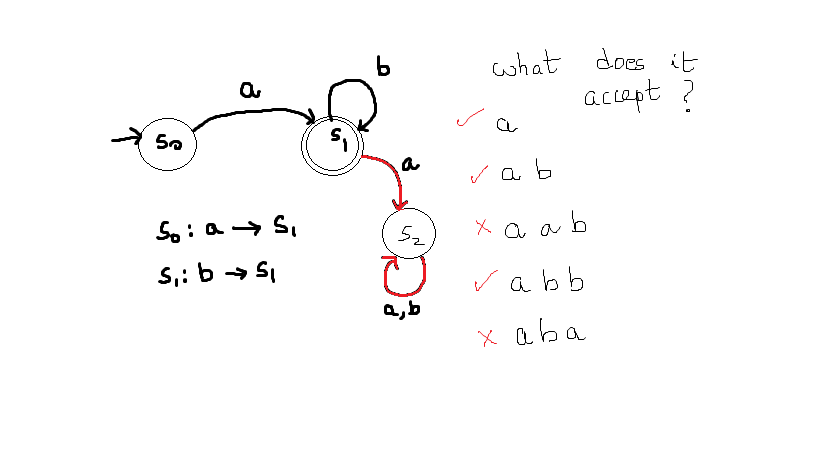 what does it
accept ?
b
a
✓ a
S0
S1
a
✓ a b
S0 : a → S1
S2
× a a b
S1 : b → S1
✓ a b b
a,b
× a b a